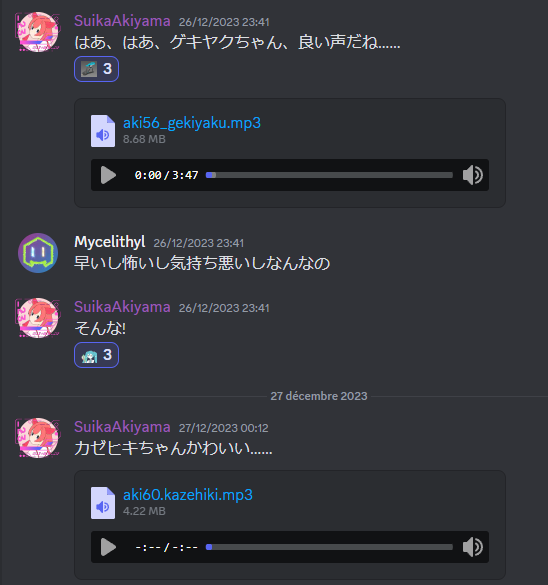 SuikaAkiyama 26/12/2023 23:41
はあ、はあ、ゲキヤクちゃん、良い声だね......
3
aki56_gekiyaku.mp3
8.68 MB
0:00 / 3:47
Mycelithyl 26/12/2023 23:41
早いし怖いし気持ち悪いしなんなの
SuikaAkiyama 26/12/2023 23:41
そんな!
3
27 décembre 2023
SuikaAkiyama 27/12/2023 00:12
カゼヒキちゃんかわいい......
aki60.kazehiki.mp3
4.22 MB
-:-- / -:--